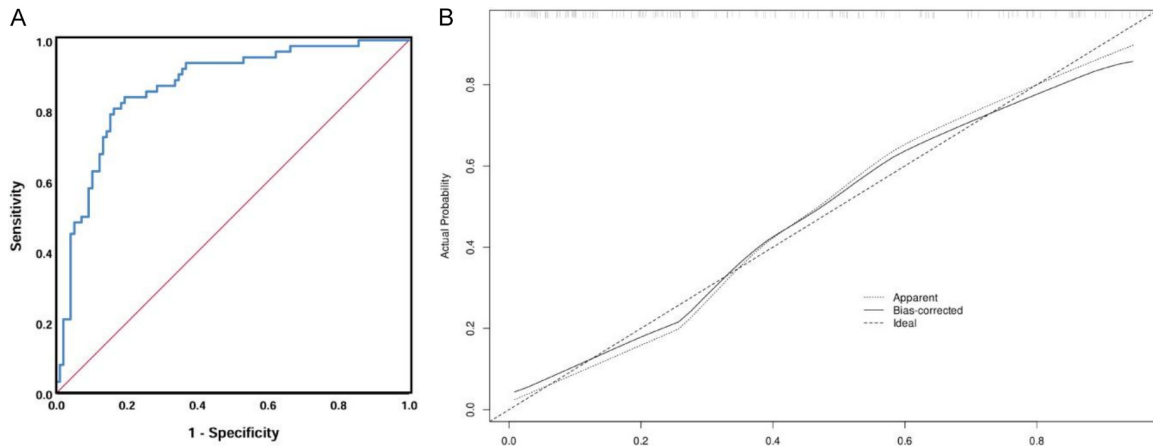 A
1.0
0.8
0.6
0.4
0.2
0.0
Sensitivity
0.0 0.2 0.4 0.6 0.8 1.0
1 - Specificity
B
0.8
0.6
0.4
0.2
0.0
Actual Probability
Apparent
Bias-corrected
Ideal
0.0 0.2 0.4 0.6 0.8